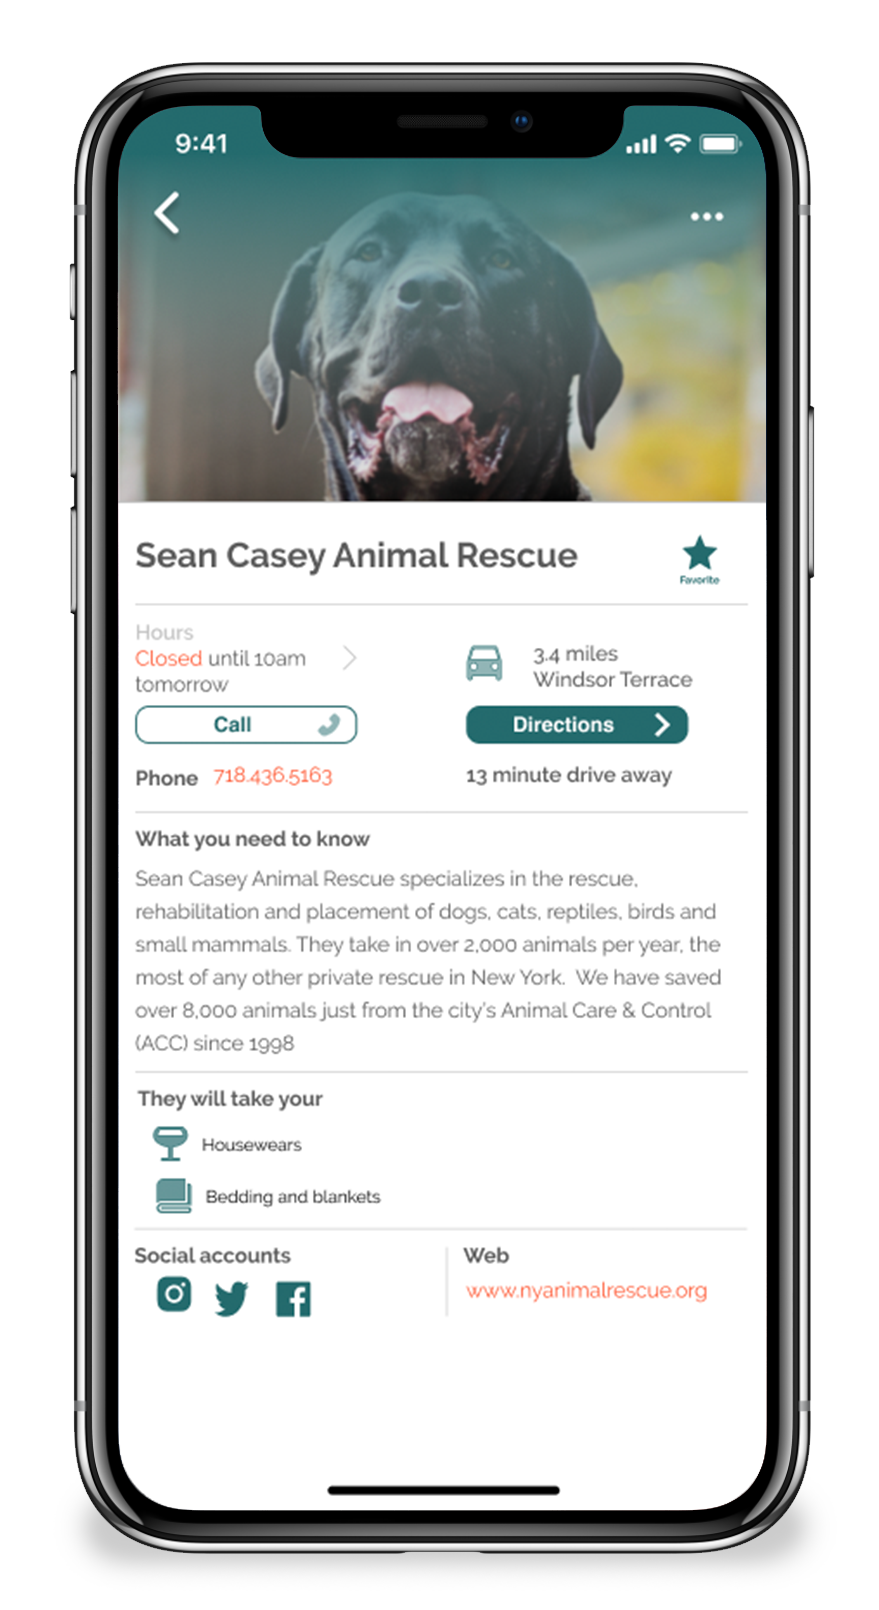 9:41
Sean Casey Animal Rescue
Favorite
Hours
Closed until 10am
tomorrow
3.4 miles
Windsor Terrace
Call
Directions
Phone 718.436.5163
13 minute drive away
What you need to know
Sean Casey Animal Rescue specializes in the rescue,
rehabilitation and placement of dogs, cats, reptiles, birds and
small mammals. They take in over 2,000 animals per year, the
most of any other private rescue in New York. We have saved
over 8,000 animals just from the city's Animal Care & Control
(ACC) since 1998
They will take your
Housewears
Bedding and blankets
Social accounts
Web
www.nyanimalrescue.org